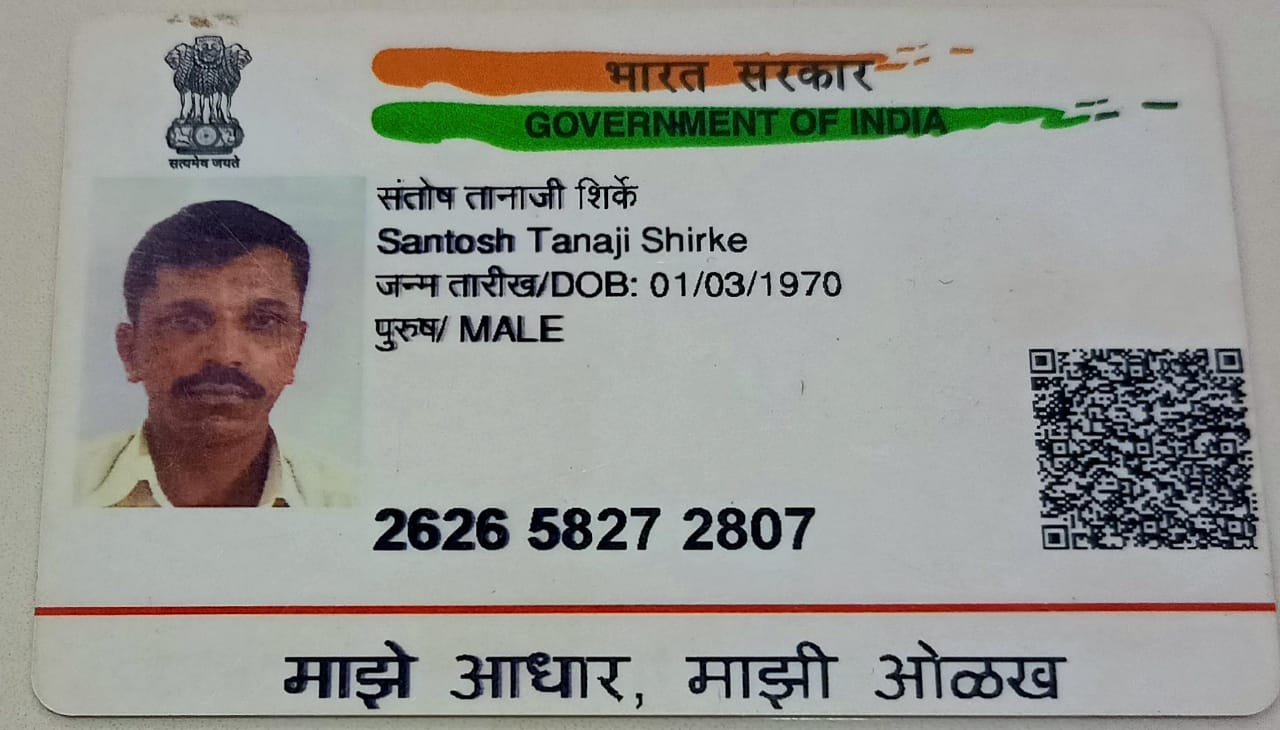 सत्यमेव जयते
भारत सरकार
GOVERNMENT OF INDIA
संतोष तानाजी शिर्के
Santosh Tanaji Shirke
जन्म तारीख/DOB: 01/03/1970
पुरुष/ MALE
2626 5827 2807
माझे आधार, माझी ओळख